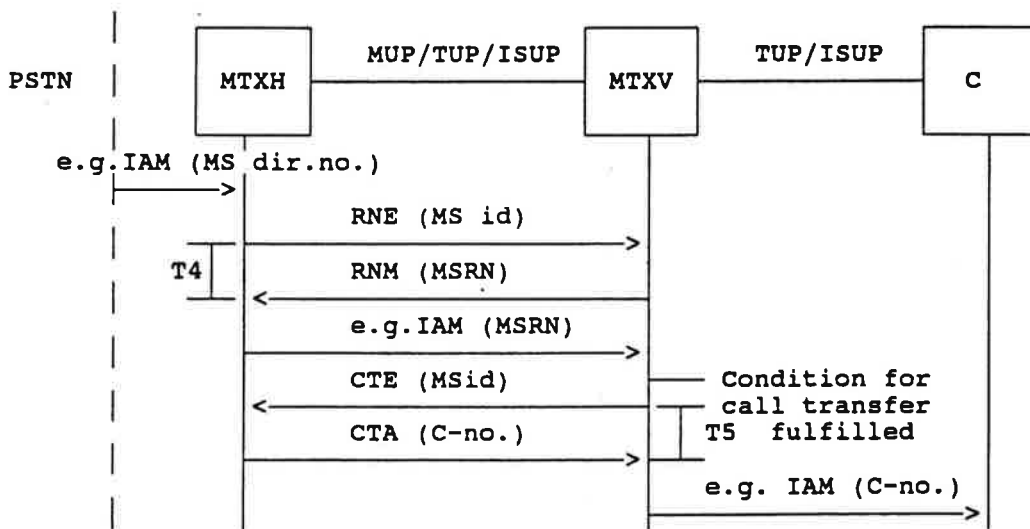 MUP/TUP/ISUP
TUP/ISUP
PSTN
MTXH
MTXV
C
e.g.IAM (MS dir.no.)
RNE (MS id)
T4
RNM (MSRN)
e.g.IAM (MSRN)
CTE (MSid)
Condition for
call transfer
CTA (C-no.)
T5 fulfilled
e.g. IAM (C-no.)